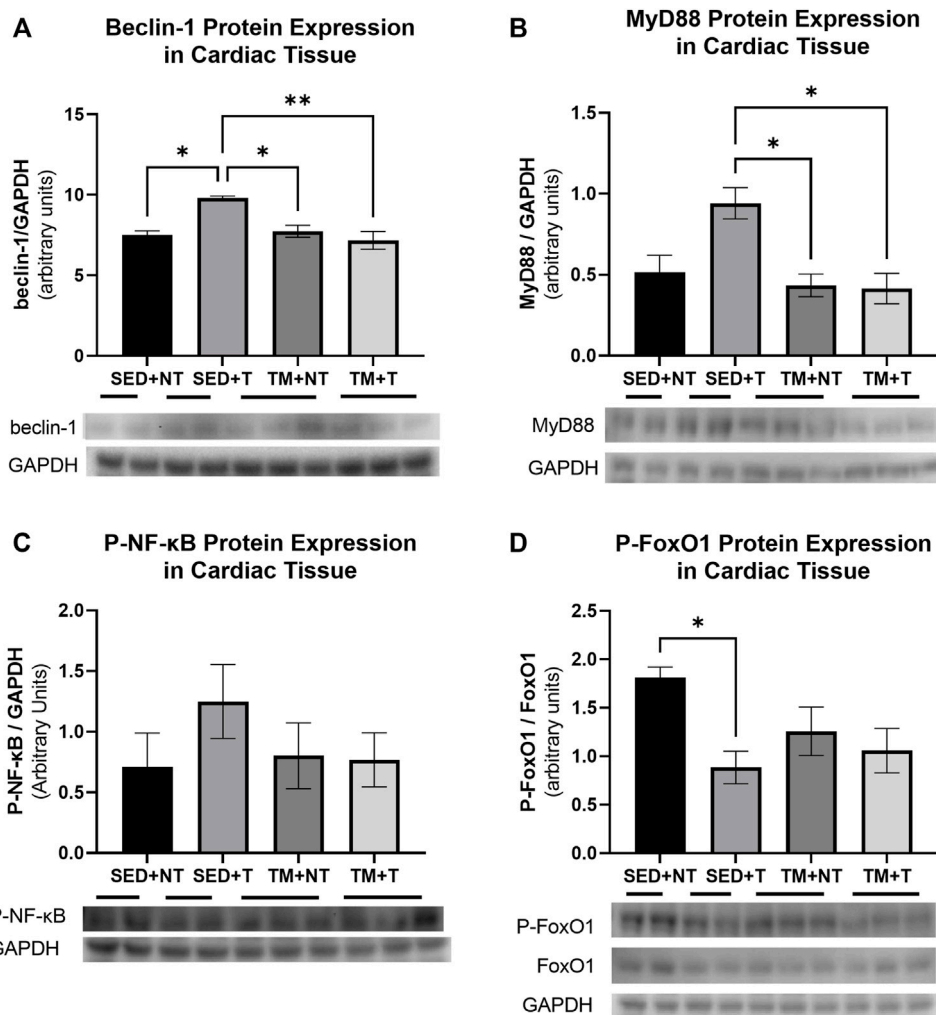 A
Beclin-1 Protein Expression
in Cardiac Tissue
beclin-1/GAPDH
(arbitrary units)
15
10
5
0
*
*
**
SED+NT
SED+T
TM+NT
TM+T
beclin-1
GAPDH
B
MyD88 Protein Expression
in Cardiac Tissue
MyD88 / GAPDH
(arbitrary units)
1.5
1.0
0.5
0.0
*
*
SED+NT
SED+T
TM+NT
TM+T
MyD88
GAPDH
C
P-NF-κB Protein Expression
in Cardiac Tissue
P-NF-κB / GAPDH
(Arbitrary Units)
2.0
1.5
1.0
0.5
0.0
SED+NT
SED+T
TM+NT
TM+T
P-NF-κB
GAPDH
D
P-FoxO1 Protein Expression
in Cardiac Tissue
P-FoxO1 / FoxO1
(arbitrary units)
2.5
2.0
1.5
1.0
0.5
0.0
*
SED+NT
SED+T
TM+NT
TM+T
P-FoxO1
FoxO1
GAPDH